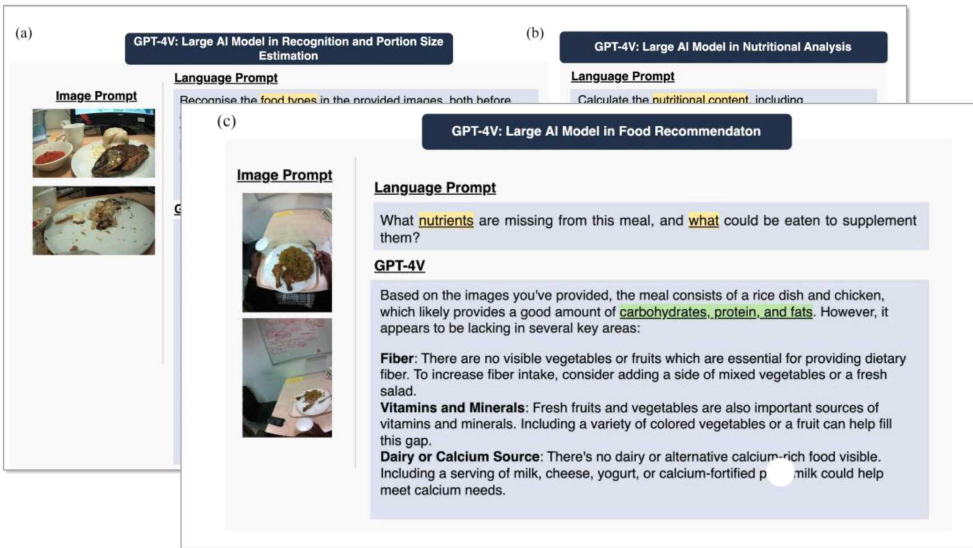 (a)
GPT-4V: Large AI Model in Recognition and Portion Size
Estimation
Image Prompt
Language Prompt
Recognise the food types in the provided images, both before
(b)
GPT-4V: Large AI Model in Nutritional Analysis
Language Prompt
Calculate the nutritional content, including
(c)
GPT-4V: Large AI Model in Food Recommendaton
Image Prompt
Language Prompt
What nutrients are missing from this meal, and what could be eaten to supplement
them?
GPT-4V
Based on the images you've provided, the meal consists of a rice dish and chicken,
which likely provides a good amount of carbohydrates, protein, and fats. However, it
appears to be lacking in several key areas:
Fiber: There are no visible vegetables or fruits which are essential for providing dietary
fiber. To increase fiber intake, consider adding a side of mixed vegetables or a fresh
salad.
Vitamins and Minerals: Fresh fruits and vegetables are also important sources of
vitamins and minerals. Including a variety of colored vegetables or a fruit can help fill
this gap.
Dairy or Calcium Source: There's no dairy or alternative calcium-rich food visible.
Including a serving of milk, cheese, yogurt, or calcium-fortified milk could help
meet calcium needs.